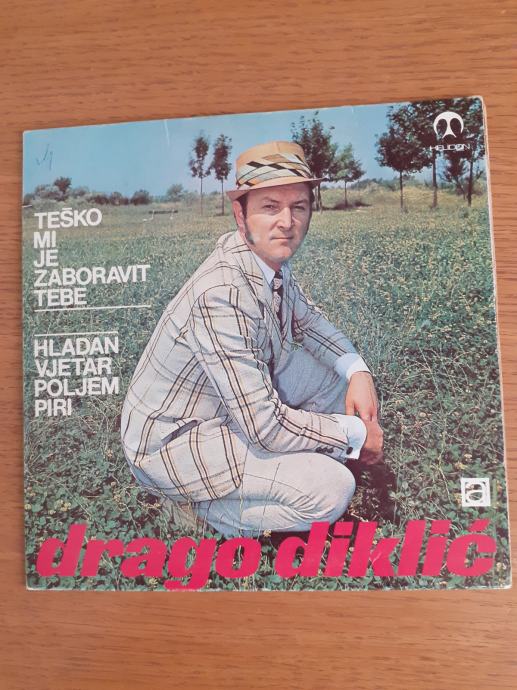 HELIDON
TEŠKO
MI
JE
ZABORAVIT
TEBE
HLADAN
VJETAR
POLJEM
PIRI
drago diklić